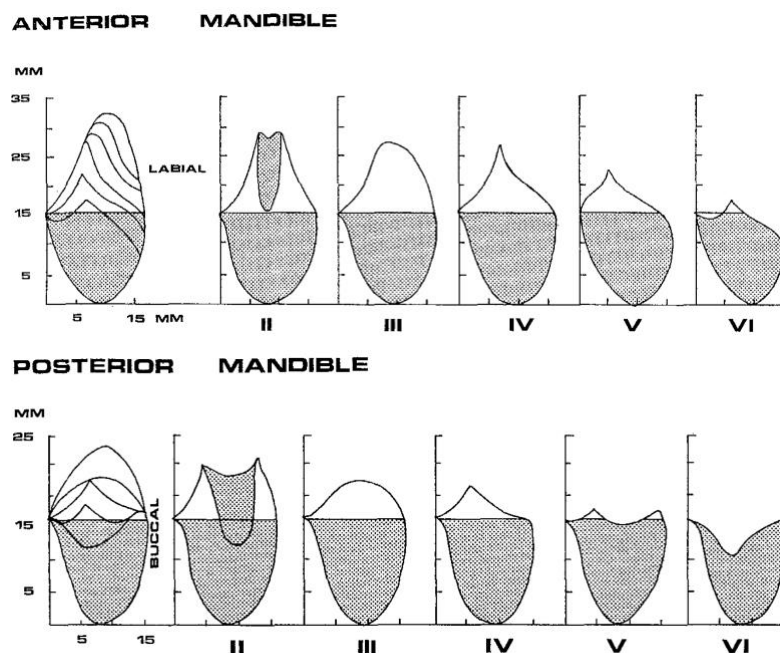 ANTERIOR MANDIBLE
MM
35
25
15
5
LABIAL
5 15 MM
II III IV V VI
POSTERIOR MANDIBLE
MM
25
15
5
BUCCAL
5 15
II III IV V VI